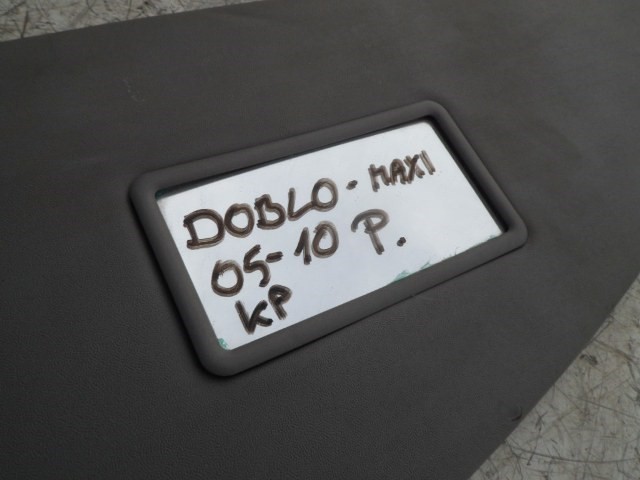 DOBLO - MAXI
05-10 P.
KP